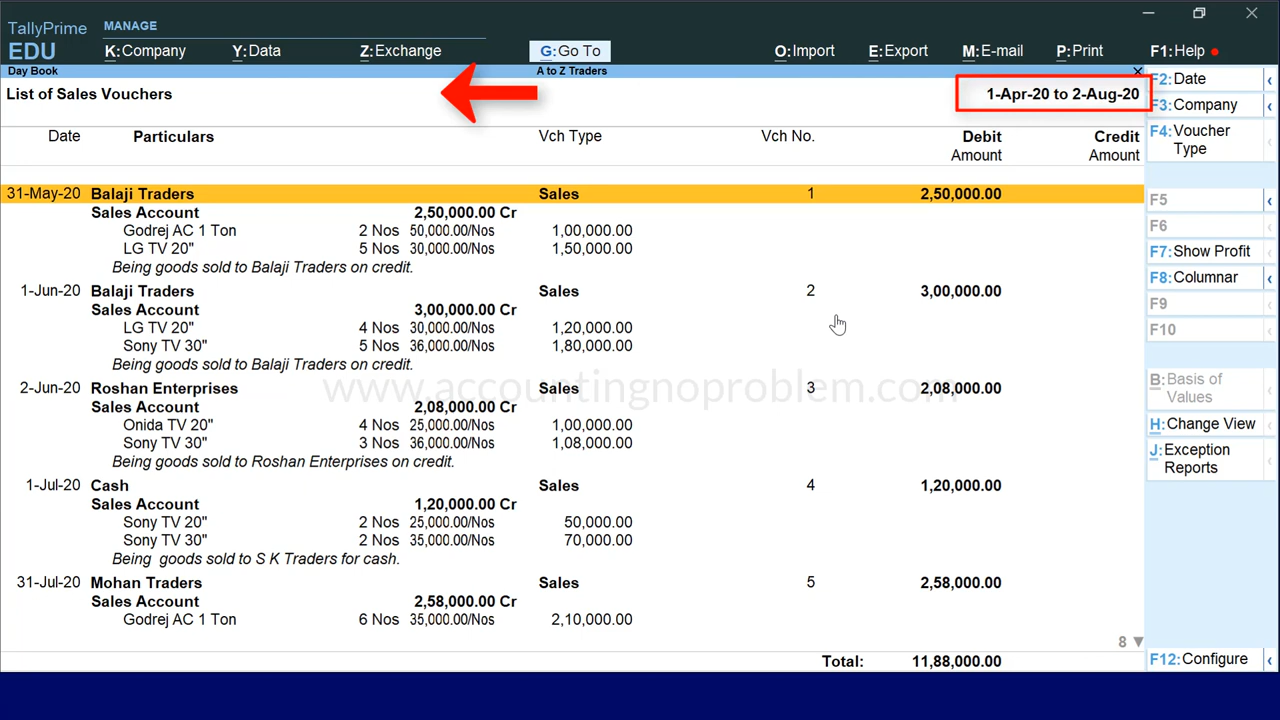 TallyPrime MANAGE
EDU K:Company Y:Data Z:Exchange G:Go To O:Import E:Export M:E-mail P:Print F1:Help
Day Book A to Z Traders
List of Sales Vouchers 1-Apr-20 to 2-Aug-20
Date Particulars Vch Type Vch No. Debit Credit
Amount Amount
31-May-20 Balaji Traders Sales 1 2,50,000.00
Sales Account 2,50,000.00 Cr
Godrej AC 1 Ton 2 Nos 50,000.00/Nos 1,00,000.00
LG TV 20" 5 Nos 30,000.00/Nos 1,50,000.00
Being goods sold to Balaji Traders on credit.
1-Jun-20 Balaji Traders Sales 2 3,00,000.00
Sales Account 3,00,000.00 Cr
LG TV 20" 4 Nos 30,000.00/Nos 1,20,000.00
Sony TV 30" 5 Nos 36,000.00/Nos 1,80,000.00
Being goods sold to Balaji Traders on credit.
www.accountingnoproblem.com
2-Jun-20 Roshan Enterprises Sales 3 2,08,000.00
Sales Account 2,08,000.00 Cr
Onida TV 20" 4 Nos 25,000.00/Nos 1,00,000.00
Sony TV 30" 3 Nos 36,000.00/Nos 1,08,000.00
Being goods sold to Roshan Enterprises on credit.
1-Jul-20 Cash Sales 4 1,20,000.00
Sales Account 1,20,000.00 Cr
Sony TV 20" 2 Nos 25,000.00/Nos 50,000.00
Sony TV 30" 2 Nos 35,000.00/Nos 70,000.00
Being goods sold to S K Traders for cash.
31-Jul-20 Mohan Traders Sales 5 2,58,000.00
Sales Account 2,58,000.00 Cr
Godrej AC 1 Ton 6 Nos 35,000.00/Nos 2,10,000.00
8
Total: 11,88,000.00
F2:Date
F3:Company
F4:Voucher
Type
F5
F6
F7:Show Profit
F8:Columnar
F9
F10
B:Basis of
Values
H:Change View
J:Exception
Reports
F12:Configure